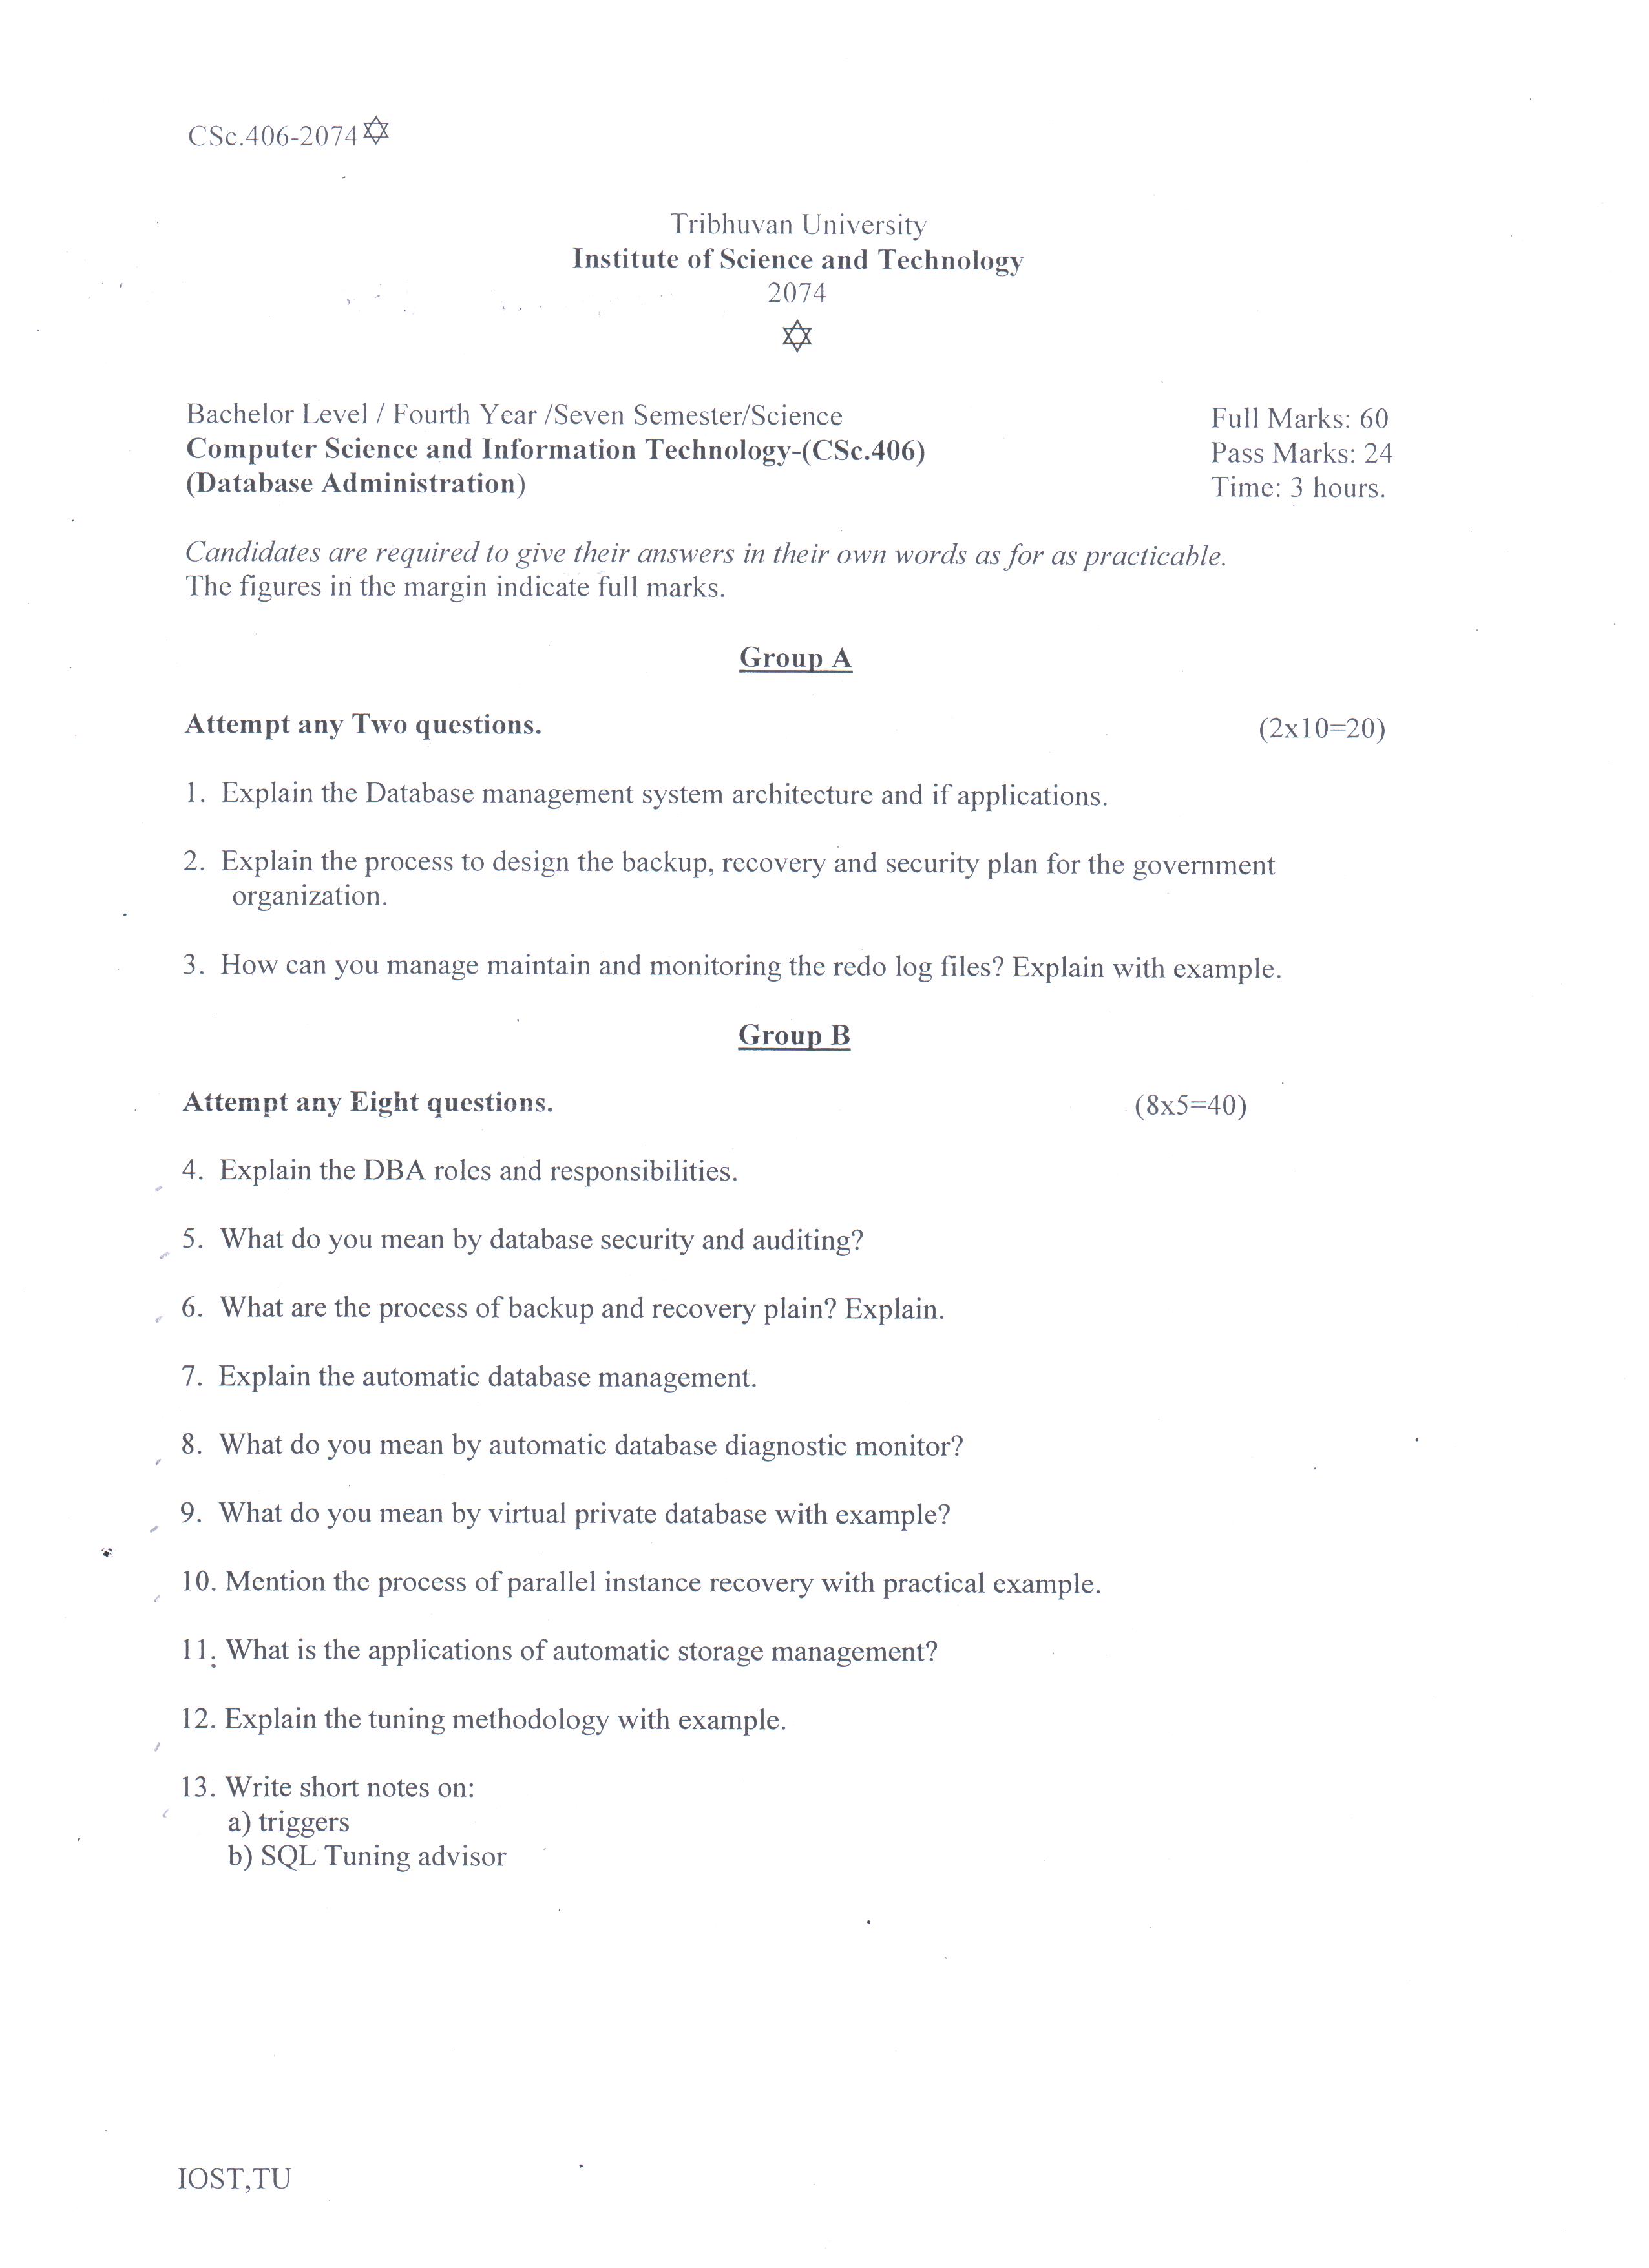 CSc.406-2074✡
Tribhuvan University
Institute of Science and Technology
2074
✡
Bachelor Level / Fourth Year /Seven Semester/Science
Full Marks: 60
Computer Science and Information Technology-(CSc.406)
Pass Marks: 24
(Database Administration)
Time: 3 hours.
Candidates are required to give their answers in their own words as for as practicable.
The figures in the margin indicate full marks.
Group A
Attempt any Two questions. (2x10=20)
1. Explain the Database management system architecture and if applications.
2. Explain the process to design the backup, recovery and security plan for the government
organization.
3. How can you manage maintain and monitoring the redo log files? Explain with example.
Group B
Attempt any Eight questions. (8x5=40)
4. Explain the DBA roles and responsibilities.
5. What do you mean by database security and auditing?
6. What are the process of backup and recovery plain? Explain.
7. Explain the automatic database management.
8. What do you mean by automatic database diagnostic monitor?
9. What do you mean by virtual private database with example?
10. Mention the process of parallel instance recovery with practical example.
11. What is the applications of automatic storage management?
12. Explain the tuning methodology with example.
13. Write short notes on:
a) triggers
b) SQL Tuning advisor
IOST,TU